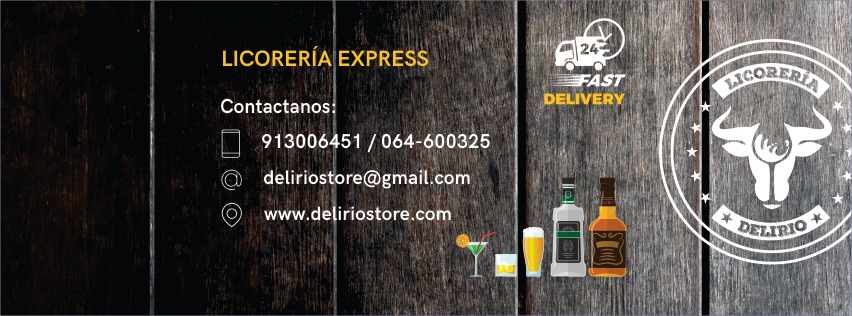 LICORERÍA EXPRESS
Contactanos:
913006451 / 064-600325
@ deliriostore@gmail.com
www.deliriostore.com
24
FAST
DELIVERY
LICORERÍA
DELIRIO